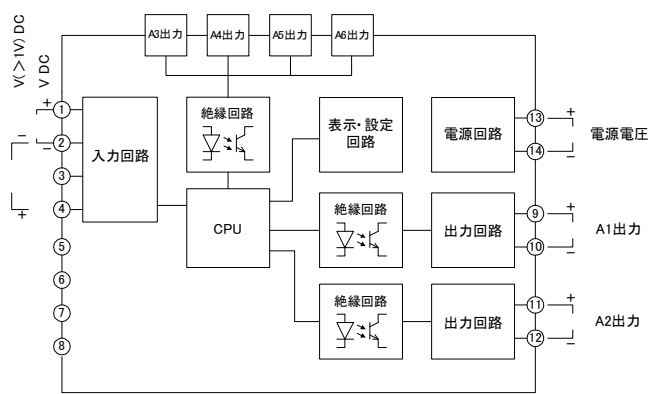 A3出力 A4出力 A5出力 A6出力
V(>1V) DC
V DC
+
−
−
+
① ② ③ ④ ⑤ ⑥ ⑦ ⑧
入力回路
絶縁回路
CPU
表示・設定
回路
電源回路
⑬ +
⑭ −
電源電圧
絶縁回路
出力回路
⑨ +
⑩ −
A1出力
絶縁回路
出力回路
⑪ +
⑫ −
A2出力